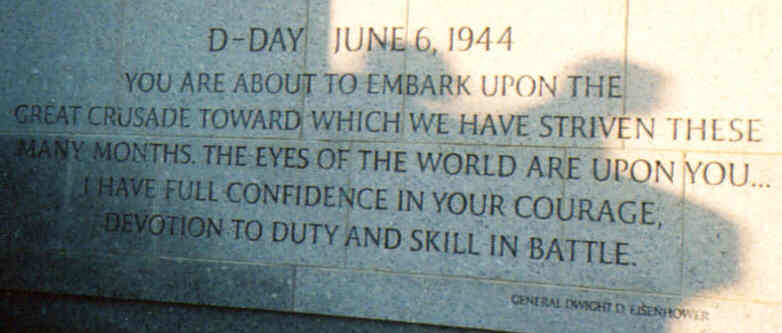 D-DAY JUNE 6, 1944
YOU ARE ABOUT TO EMBARK UPON THE
GREAT CRUSADE TOWARD WHICH WE HAVE STRIVEN THESE
MANY MONTHS. THE EYES OF THE WORLD ARE UPON YOU...
I HAVE FULL CONFIDENCE IN YOUR COURAGE,
DEVOTION TO DUTY AND SKILL IN BATTLE.
GENERAL DWIGHT D. EISENHOWER